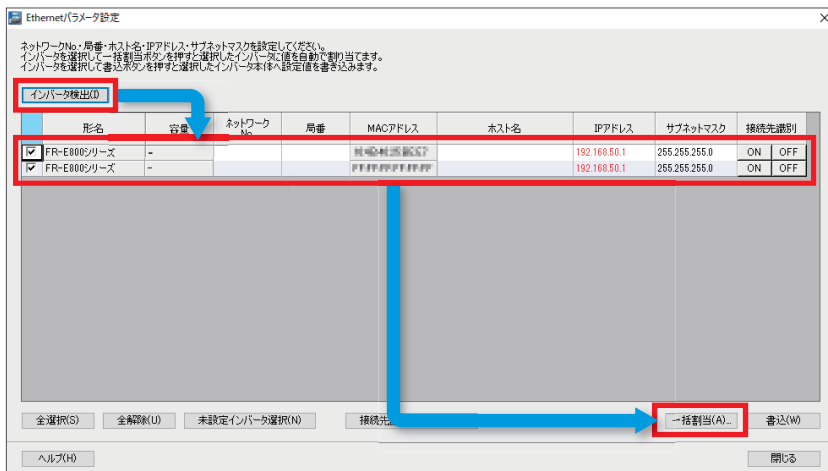 Ethernetパラメータ設定
ネットワークNo.・局番・ホスト名・IPアドレス・サブネットマスクを設定してください。
インバータを選択して一括割当ボタンを押すと選択したインバータに値を自動で割り当てます。
インバータを選択して書込ボタンを押すと選択したインバータ本体へ設定値を書き込みます。
インバータ検出(I)
形名 容量 ネットワークNo. 局番 MACアドレス ホスト名 IPアドレス サブネットマスク 接続先識別
FR-E800シリーズ - 192.168.50.1 255.255.255.0 ON OFF
FR-E800シリーズ - 192.168.50.1 255.255.255.0 ON OFF
全選択(S) 全解除(U) 未設定インバータ選択(N) 接続先 一括割当(A)... 書込(W)
ヘルプ(H) 閉じる